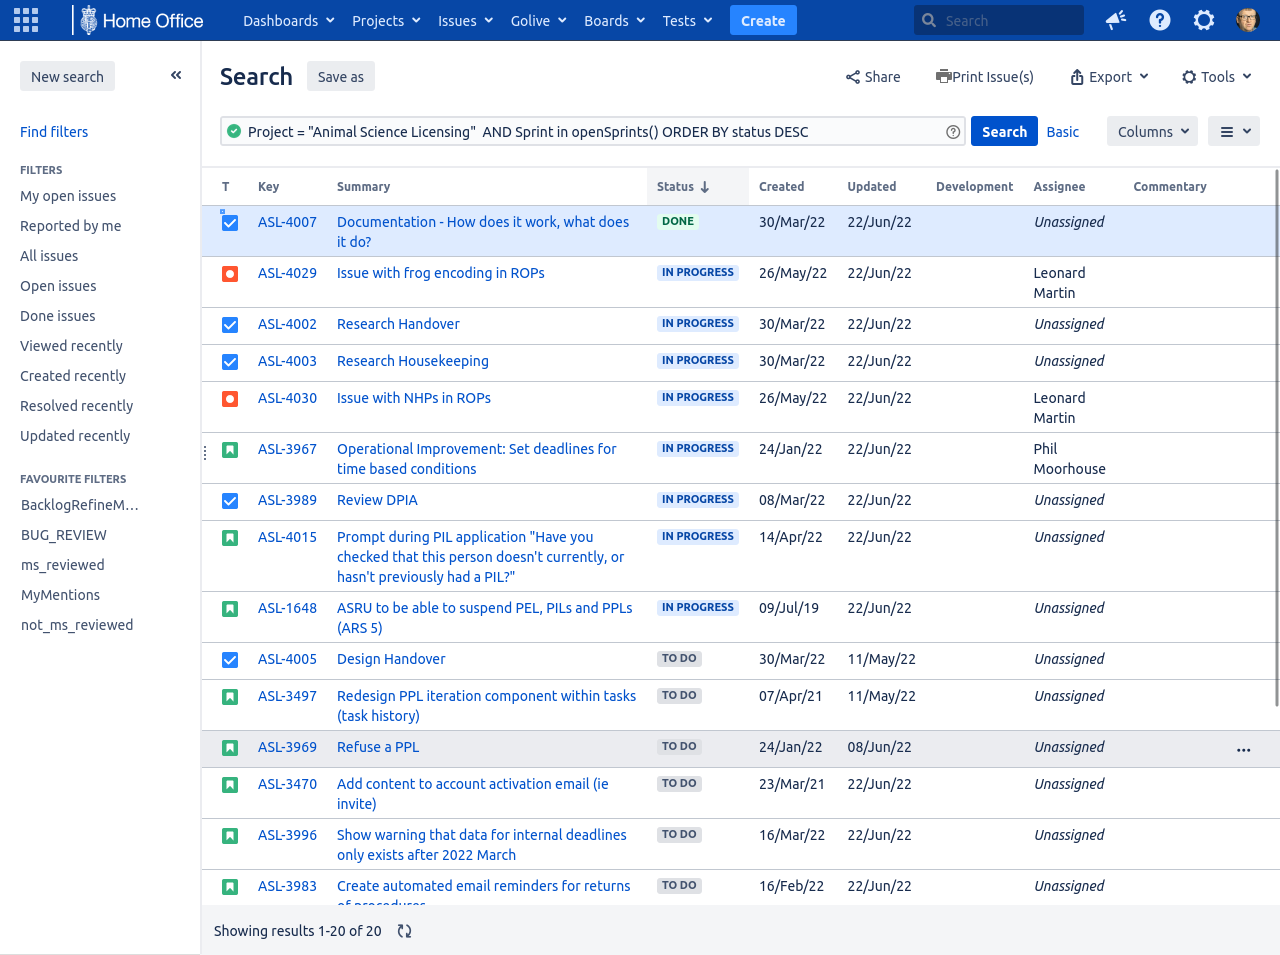 Home Office Dashboards Projects Issues Golive Boards Tests Create Search
New search
Find filters
FILTERS
My open issues
Reported by me
All issues
Open issues
Done issues
Viewed recently
Created recently
Resolved recently
Updated recently
FAVOURITE FILTERS
BacklogRefineM...
BUG_REVIEW
ms_reviewed
MyMentions
not_ms_reviewed
Search Save as Share Print Issue(s) Export Tools
Project = "Animal Science Licensing"  AND Sprint in openSprints() ORDER BY status DESC Search Basic Columns
T Key Summary Status Created Updated Development Assignee Commentary
ASL-4007 Documentation - How does it work, what does DONE 30/Mar/22 22/Jun/22 Unassigned
it do?
ASL-4029 Issue with frog encoding in ROPs IN PROGRESS 26/May/22 22/Jun/22 Leonard
Martin
ASL-4002 Research Handover IN PROGRESS 30/Mar/22 22/Jun/22 Unassigned
ASL-4003 Research Housekeeping IN PROGRESS 30/Mar/22 22/Jun/22 Unassigned
ASL-4030 Issue with NHPs in ROPs IN PROGRESS 26/May/22 22/Jun/22 Leonard
Martin
ASL-3967 Operational Improvement: Set deadlines for IN PROGRESS 24/Jan/22 22/Jun/22 Phil
time based conditions Moorhouse
ASL-3989 Review DPIA IN PROGRESS 08/Mar/22 22/Jun/22 Unassigned
ASL-4015 Prompt during PIL application "Have you IN PROGRESS 14/Apr/22 22/Jun/22 Unassigned
checked that this person doesn't currently, or
hasn't previously had a PIL?"
ASL-1648 ASRU to be able to suspend PEL, PILs and PPLs IN PROGRESS 09/Jul/19 22/Jun/22 Unassigned
(ARS 5)
ASL-4005 Design Handover TO DO 30/Mar/22 11/May/22 Unassigned
ASL-3497 Redesign PPL iteration component within tasks TO DO 07/Apr/21 11/May/22 Unassigned
(task history)
ASL-3969 Refuse a PPL TO DO 24/Jan/22 08/Jun/22 Unassigned
ASL-3470 Add content to account activation email (ie TO DO 23/Mar/21 22/Jun/22 Unassigned
invite)
ASL-3996 Show warning that data for internal deadlines TO DO 16/Mar/22 22/Jun/22 Unassigned
only exists after 2022 March
ASL-3983 Create automated email reminders for returns TO DO 16/Feb/22 22/Jun/22 Unassigned
of procedures
Showing results 1-20 of 20